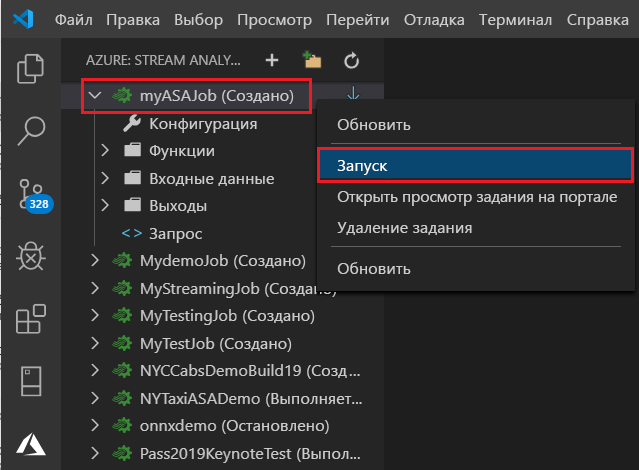 Файл Правка Выбор Просмотр Перейти Отладка Терминал Справка
AZURE: STREAM ANALY...
myASAJob (Создано)
Конфигурация
Функции
Входные данные
Выходы
Запрос
MydemoJob (Создано)
MyStreamingJob (Создано)
MyTestingJob (Создано)
MyTestJob (Создано)
NYCCabsDemoBuild19 (Созд...
NYTaxiASADemo (Выполняет...
onnxdemo (Остановлено)
Pass2019KeynoteTest (Выпол...
328
Обновить
Запуск
Открыть просмотр задания на портале
Удаление задания
Обновить